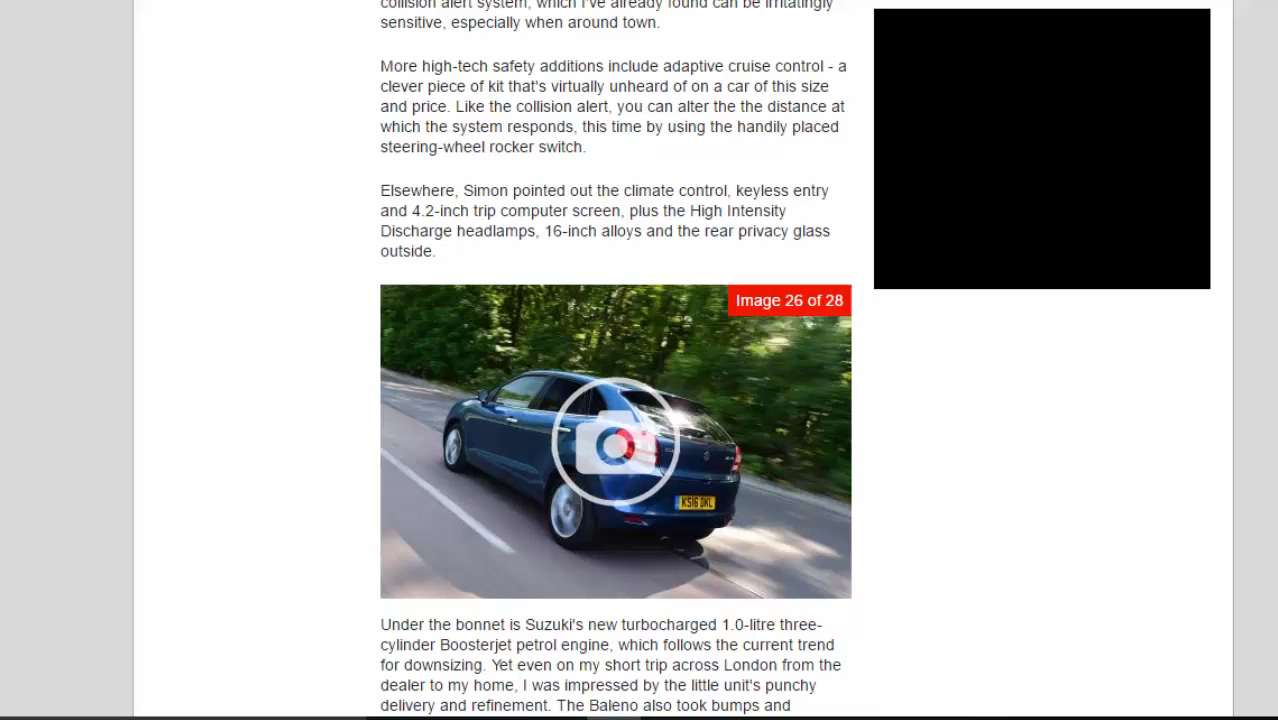 collision alert system, which I've already found can be irritatingly
sensitive, especially when around town.
More high-tech safety additions include adaptive cruise control - a
clever piece of kit that's virtually unheard of on a car of this size
and price. Like the collision alert, you can alter the the distance at
which the system responds, this time by using the handily placed
steering-wheel rocker switch.
Elsewhere, Simon pointed out the climate control, keyless entry
and 4.2-inch trip computer screen, plus the High Intensity
Discharge headlamps, 16-inch alloys and the rear privacy glass
outside.
Image 26 of 28
KS16 DKL
Under the bonnet is Suzuki's new turbocharged 1.0-litre three-
cylinder Boosterjet petrol engine, which follows the current trend
for downsizing. Yet even on my short trip across London from the
dealer to my home, I was impressed by the little unit's punchy
delivery and refinement. The Baleno also took bumps and